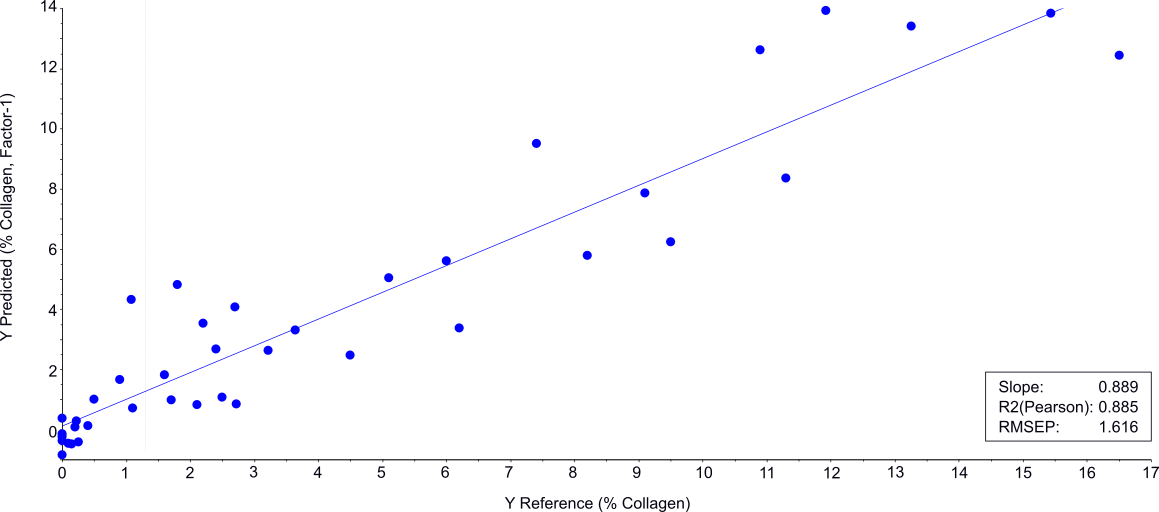 Y Predicted (% Collagen, Factor-1)
14
12
10
8
6
4
2
0
0 1 2 3 4 5 6 7 8 9 10 11 12 13 14 15 16 17
Y Reference (% Collagen)
Slope: 0.889
R2(Pearson): 0.885
RMSEP: 1.616